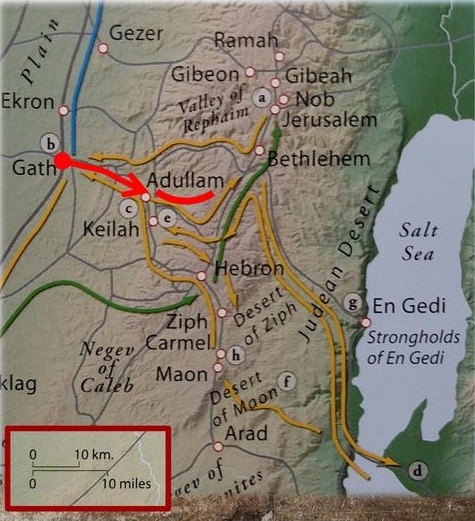 Plain
Gezer
Ramah
Gibeon
Gibeah
Ekron
Valley of
Rephaim
a
Nob
Jerusalem
b
Gath
Bethlehem
Adullam
c
e
Keilah
Salt
Sea
Judean Desert
Hebron
g
En Gedi
Strongholds
of En Gedi
Ziph
Desert
of Ziph
Carmel
h
Maon
Negev
of
Caleb
klag
Desert
of Maon
f
Arad
d
0 10 km.
0 10 miles
gev of
nites